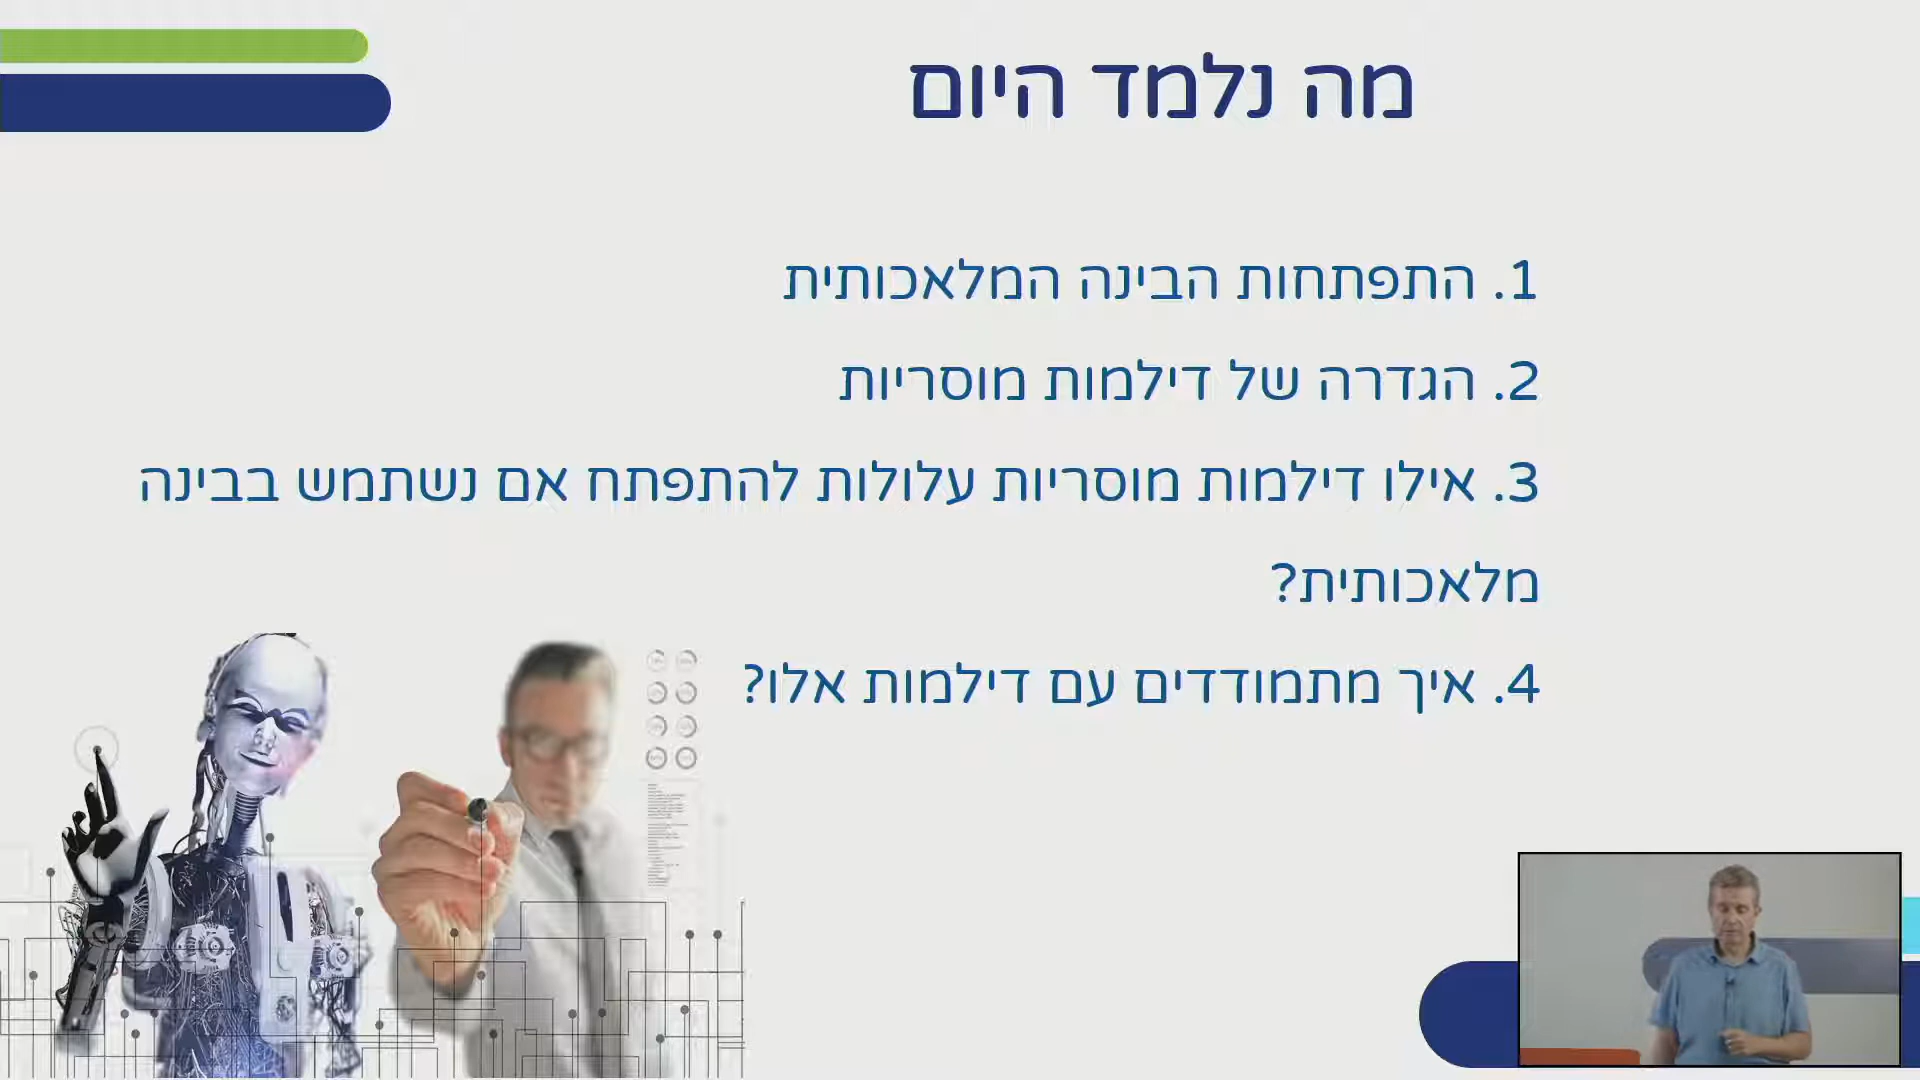 מה נלמד היום
1. התפתחות הבינה המלאכותית
2. הגדרה של דילמות מוסריות
3. אילו דילמות מוסריות עלולות להתפתח אם נשתמש בבינה
מלאכותית?
4. איך מתמודדים עם דילמות אלו?